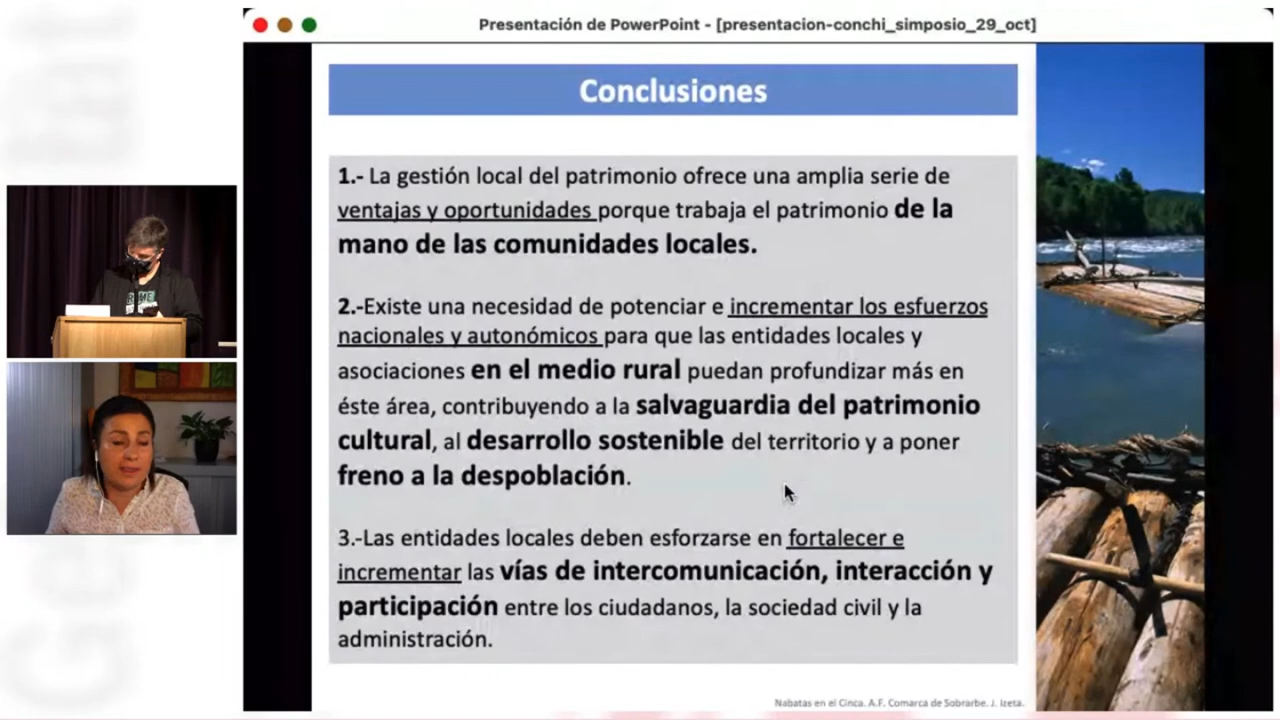 Presentación de PowerPoint - [presentacion-conchi_simposio_29_oct]
Conclusiones
1.- La gestión local del patrimonio ofrece una amplia serie de
ventajas y oportunidades porque trabaja el patrimonio de la
mano de las comunidades locales.
2.-Existe una necesidad de potenciar e incrementar los esfuerzos
nacionales y autonómicos para que las entidades locales y
asociaciones en el medio rural puedan profundizar más en
éste área, contribuyendo a la salvaguardia del patrimonio
cultural, al desarrollo sostenible del territorio y a poner
freno a la despoblación.
3.-Las entidades locales deben esforzarse en fortalecer e
incrementar las vías de intercomunicación, interacción y
participación entre los ciudadanos, la sociedad civil y la
administración.
Nabatas en el Cinca. A.F. Comarca de Sobrarbe. J. Izeta.